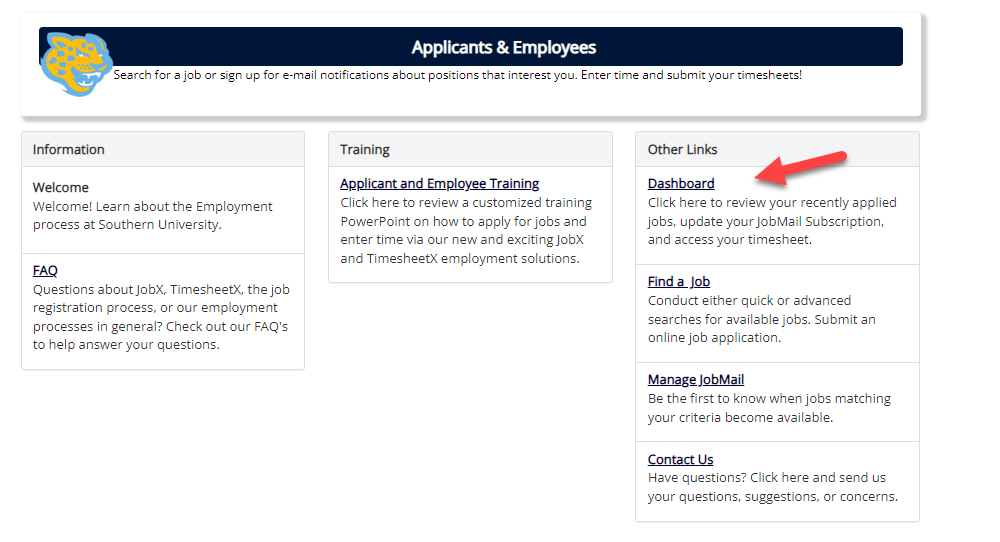 Applicants & Employees
Search for a job or sign up for e-mail notifications about positions that interest you. Enter time and submit your timesheets!
Information
Welcome
Welcome! Learn about the Employment
process at Southern University.
FAQ
Questions about JobX, TimesheetX, the job
registration process, or our employment
processes in general? Check out our FAQ's
to help answer your questions.
Training
Applicant and Employee Training
Click here to review a customized training
PowerPoint on how to apply for jobs and
enter time via our new and exciting JobX
and TimesheetX employment solutions.
Other Links
Dashboard
Click here to review your recently applied
jobs, update your JobMail Subscription,
and access your timesheet.
Find a Job
Conduct either quick or advanced
searches for available jobs. Submit an
online job application.
Manage JobMail
Be the first to know when jobs matching
your criteria become available.
Contact Us
Have questions? Click here and send us
your questions, suggestions, or concerns.